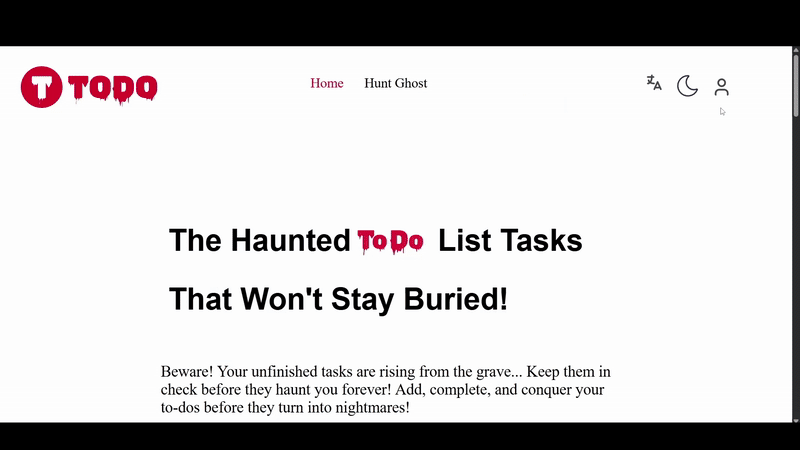 T TODO
Home Hunt Ghost
The Haunted ToDo List Tasks
That Won't Stay Buried!
Beware! Your unfinished tasks are rising from the grave... Keep them in
check before they haunt you forever! Add, complete, and conquer your
to-dos before they turn into nightmares!